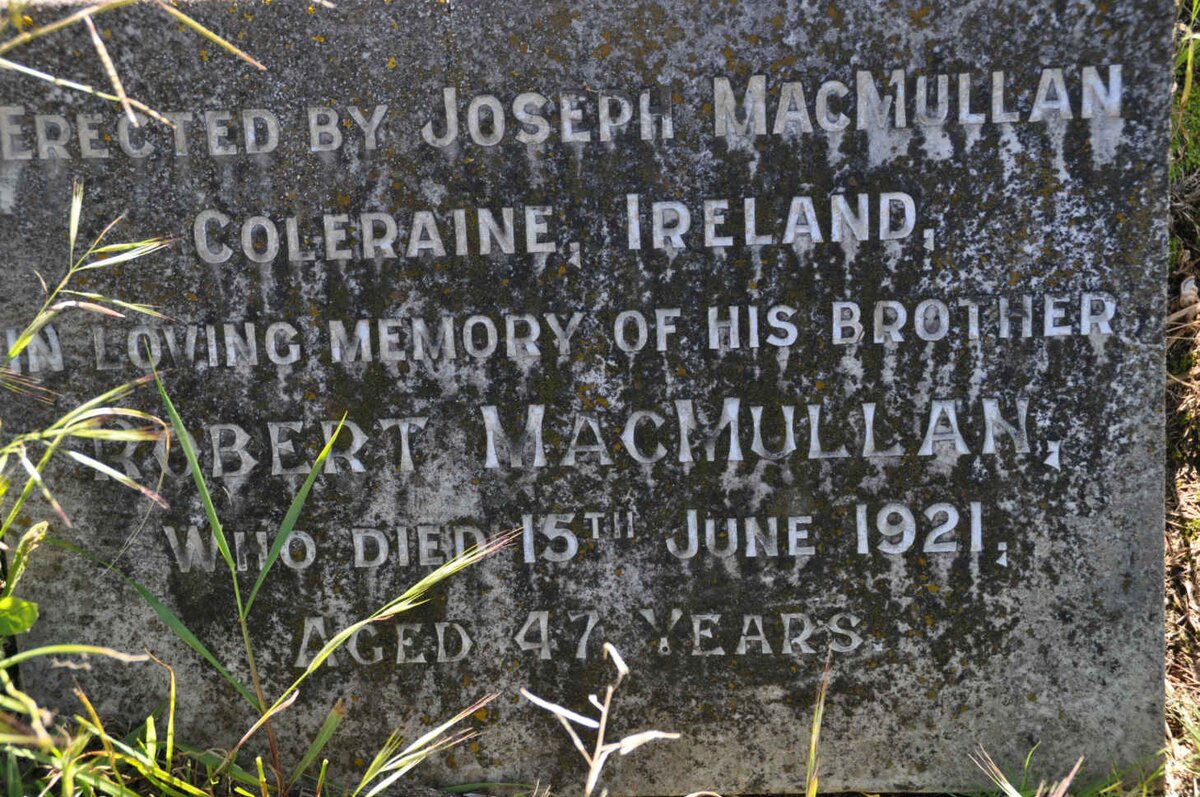 Erected by Joseph MacMullan
Coleraine, Ireland,
in loving memory of his brother
Robert MacMullan,
Who died 15th June 1921,
Aged 47 Years.